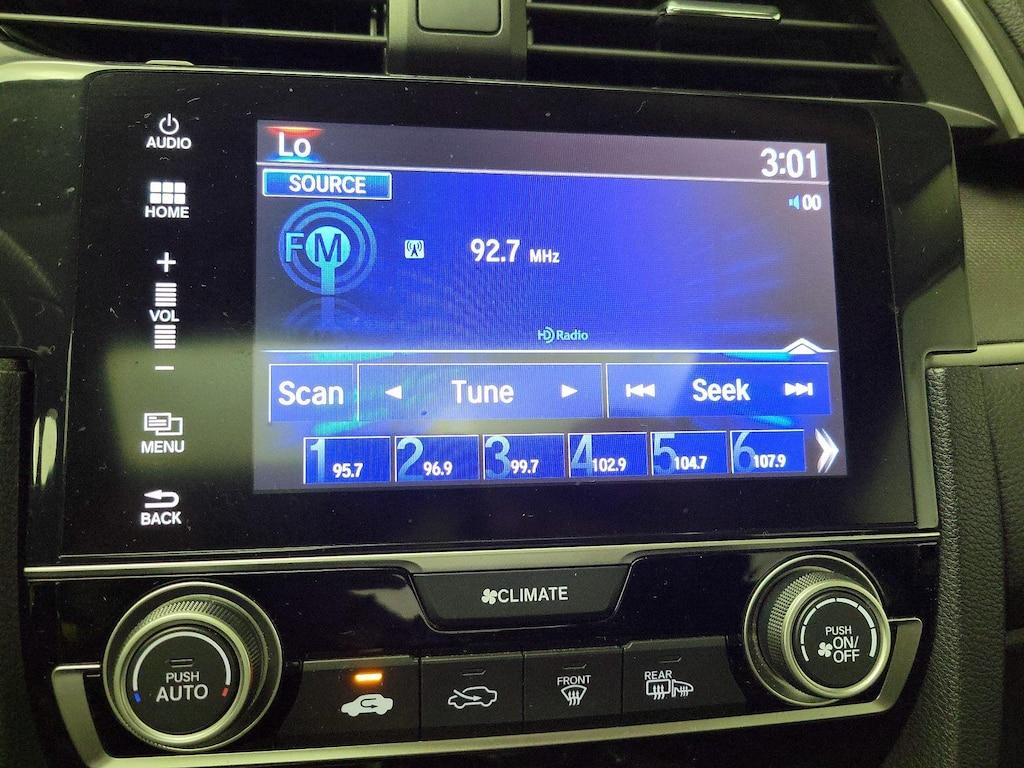 AUDIO
Lo
3:01
SOURCE
00
HOME
FM
92.7 MHz
VOL
HD Radio
Scan
Tune
Seek
MENU
1 95.7
2 96.9
3 99.7
4 102.9
5 104.7
6 107.9
BACK
CLIMATE
PUSH
AUTO
FRONT
REAR
PUSH
ON/
OFF